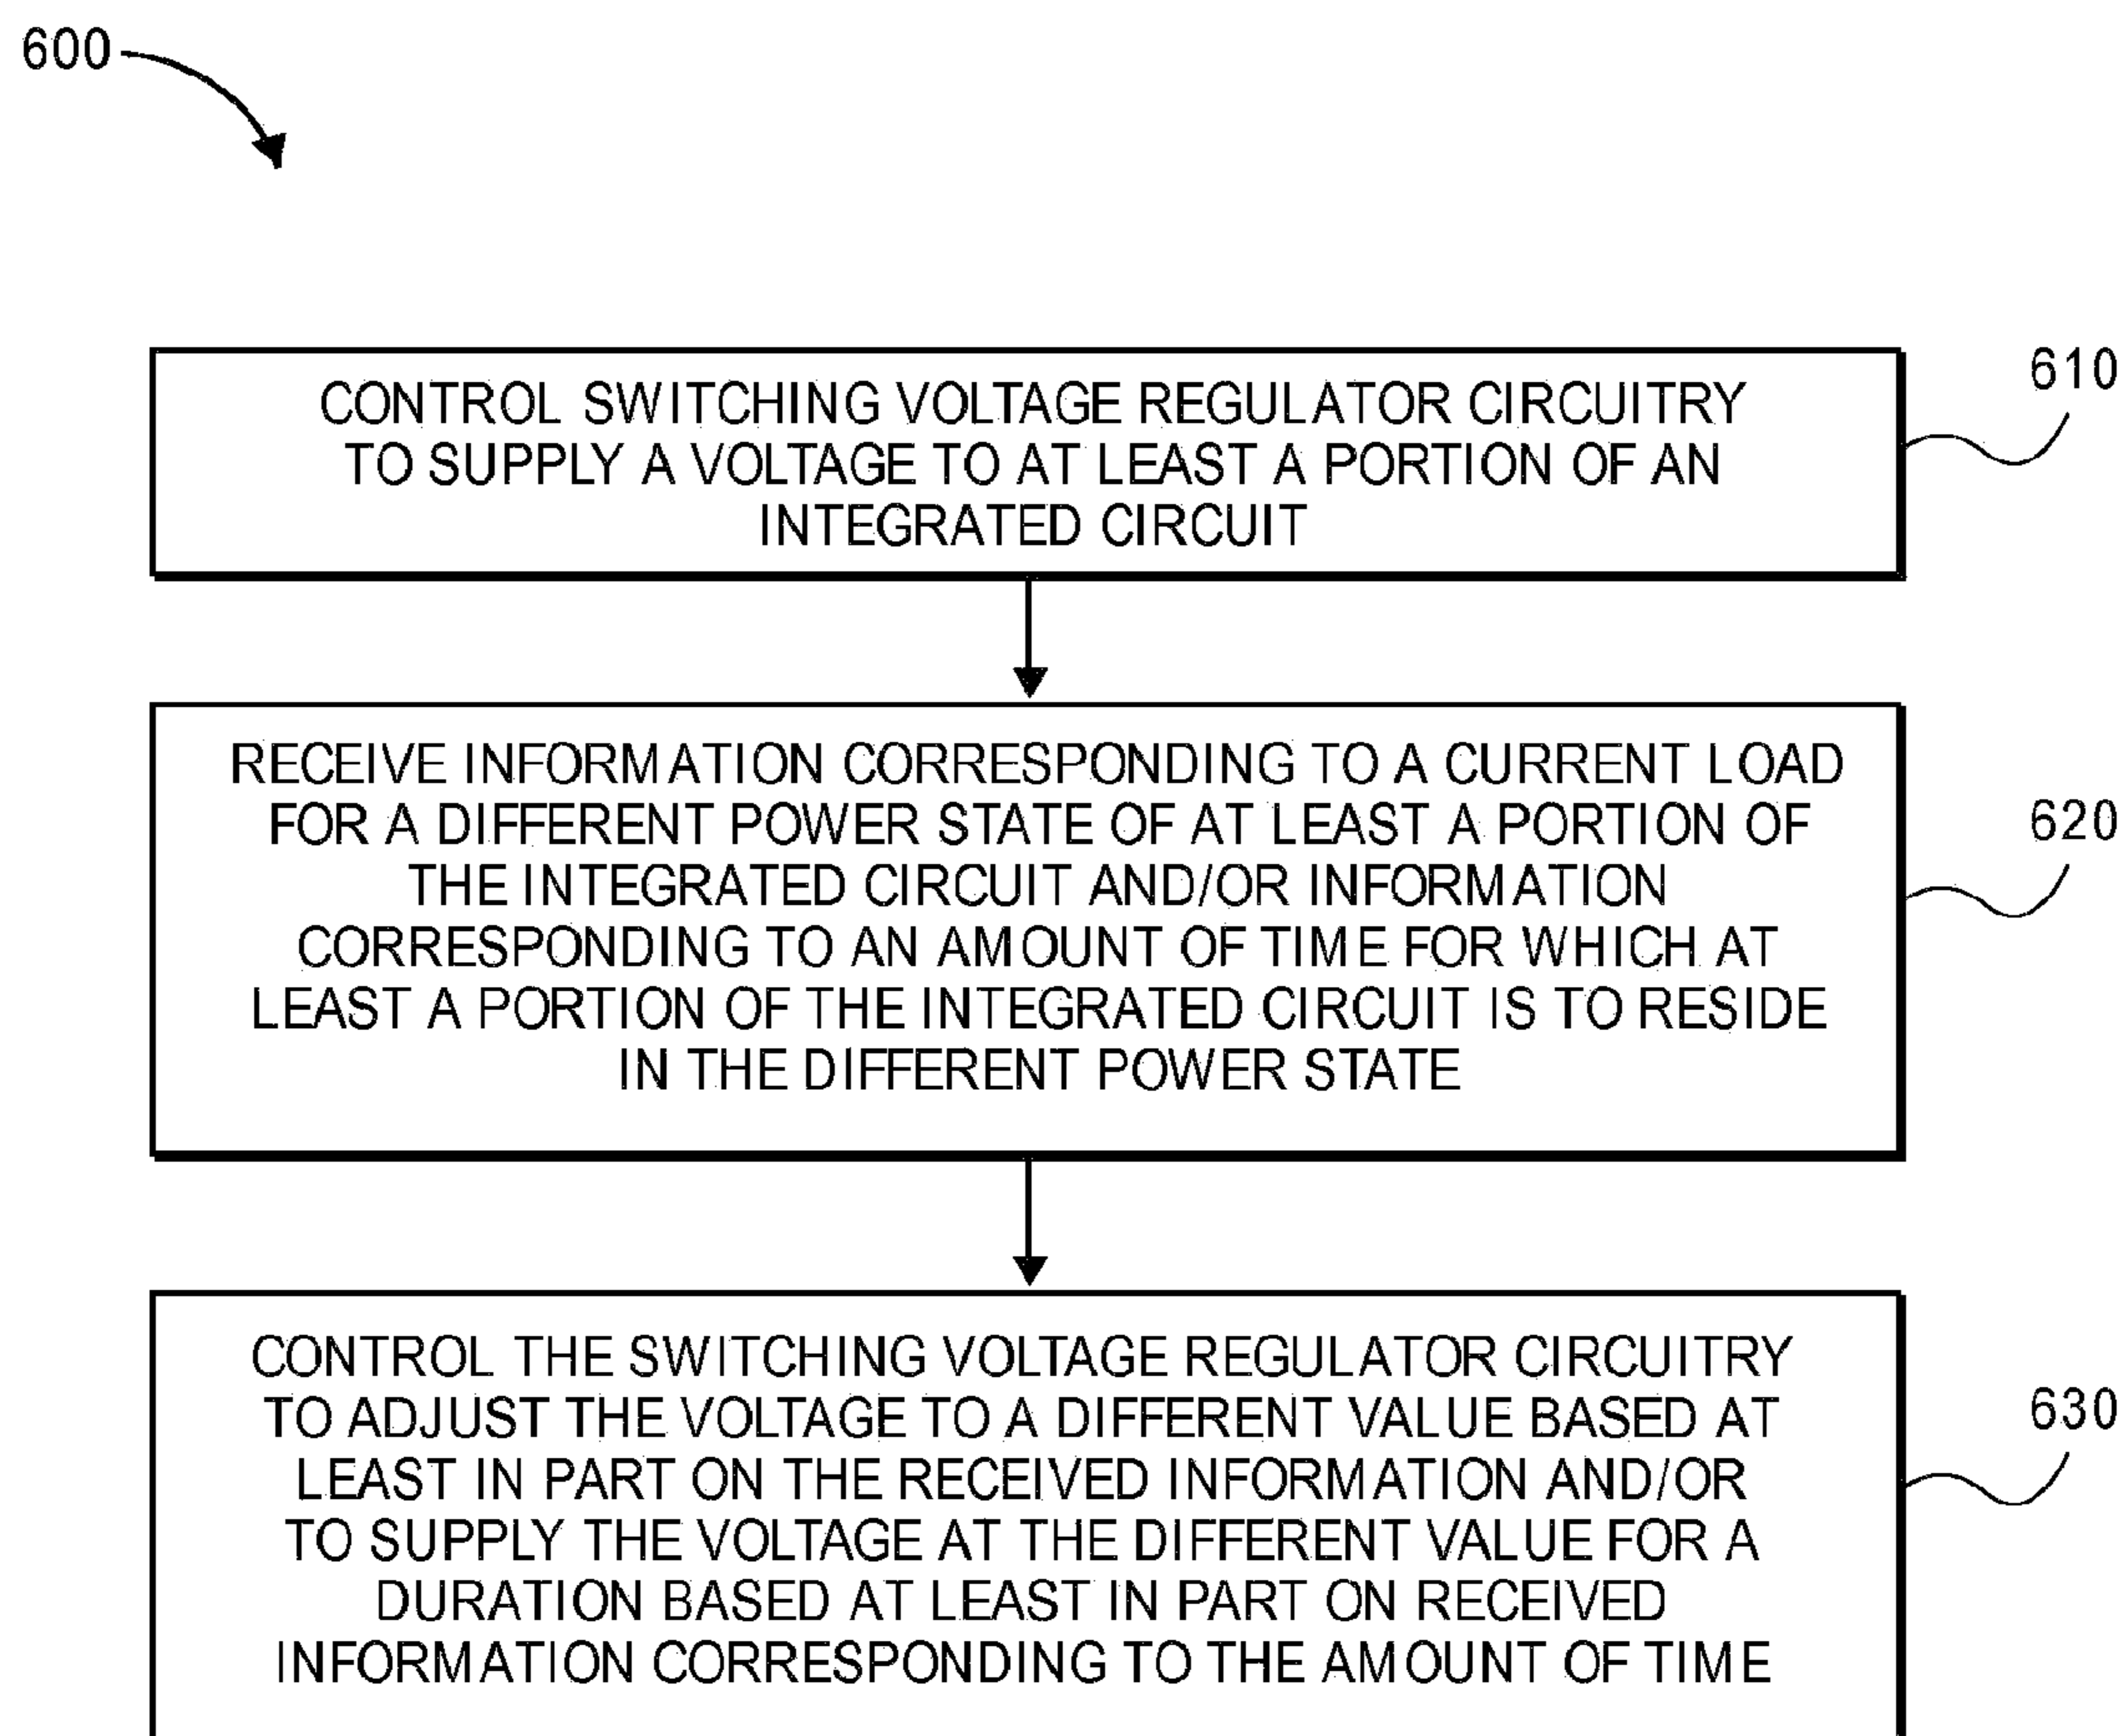 600
CONTROL SWITCHING VOLTAGE REGULATOR CIRCUITRY
TO SUPPLY A VOLTAGE TO AT LEAST A PORTION OF AN
INTEGRATED CIRCUIT
610
RECEIVE INFORMATION CORRESPONDING TO A CURRENT LOAD
FOR A DIFFERENT POWER STATE OF AT LEAST A PORTION OF
THE INTEGRATED CIRCUIT AND/OR INFORMATION
CORRESPONDING TO AN AMOUNT OF TIME FOR WHICH AT
LEAST A PORTION OF THE INTEGRATED CIRCUIT IS TO RESIDE
IN THE DIFFERENT POWER STATE
620
CONTROL THE SWITCHING VOLTAGE REGULATOR CIRCUITRY
TO ADJUST THE VOLTAGE TO A DIFFERENT VALUE BASED AT
LEAST IN PART ON THE RECEIVED INFORMATION AND/OR
TO SUPPLY THE VOLTAGE AT THE DIFFERENT VALUE FOR A
DURATION BASED AT LEAST IN PART ON RECEIVED
INFORMATION CORRESPONDING TO THE AMOUNT OF TIME
630